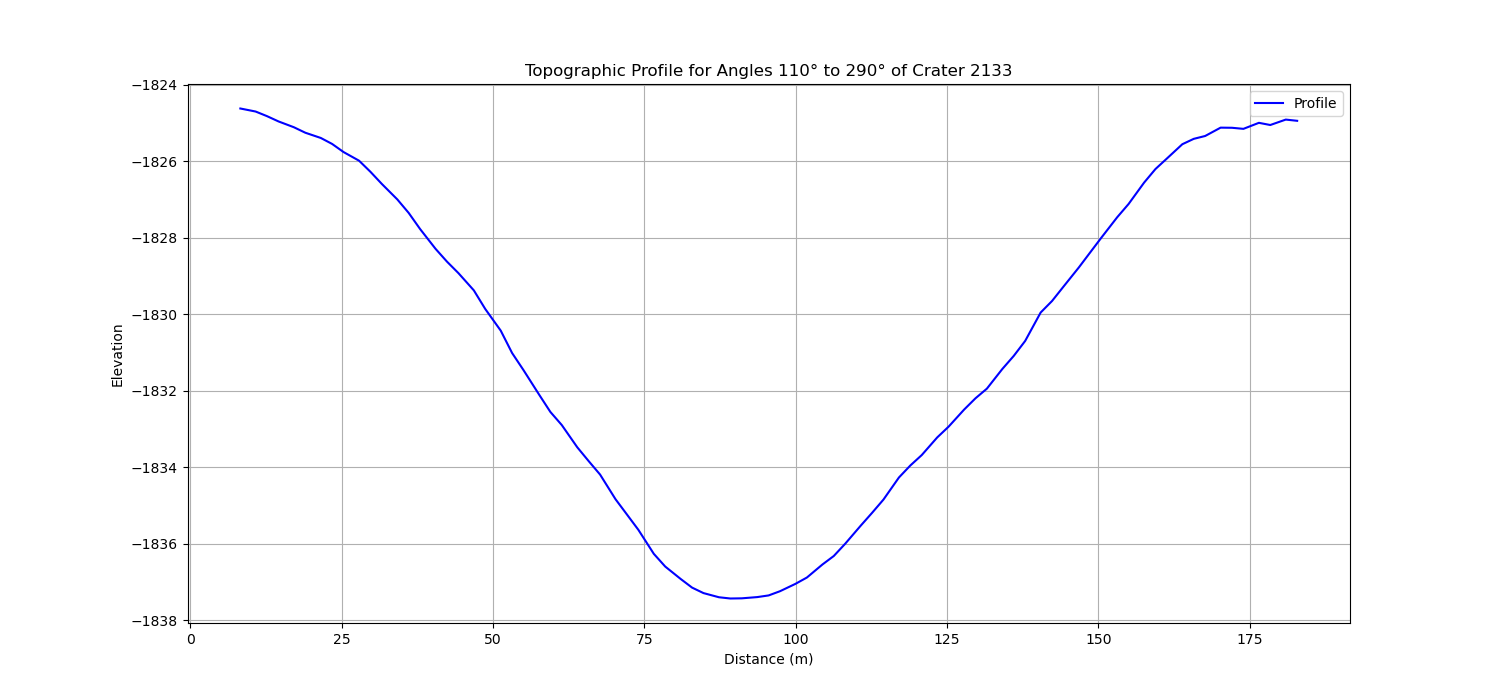 Topographic Profile for Angles 110° to 290° of Crater 2133
Profile
Elevation
−1824
−1826
−1828
−1830
−1832
−1834
−1836
−1838
0 25 50 75 100 125 150 175
Distance (m)